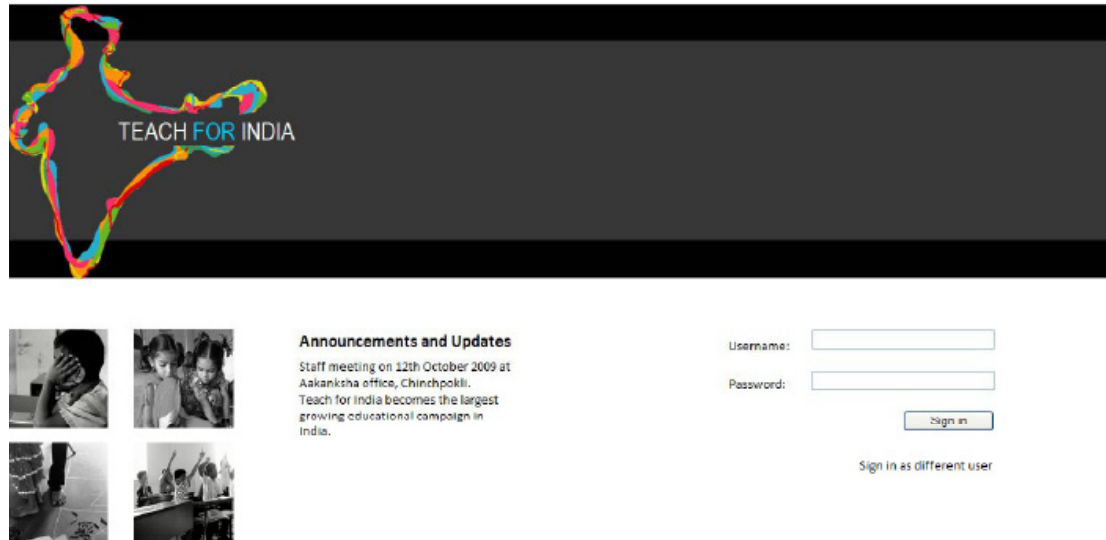 TEACH FOR INDIA
Announcements and Updates
Staff meeting on 12th October 2009 at
Aakanksha office, Chinchpokli.
Teach for India becomes the largest
growing educational campaign in
India.
Username:
Password:
Sign in
Sign in as different user